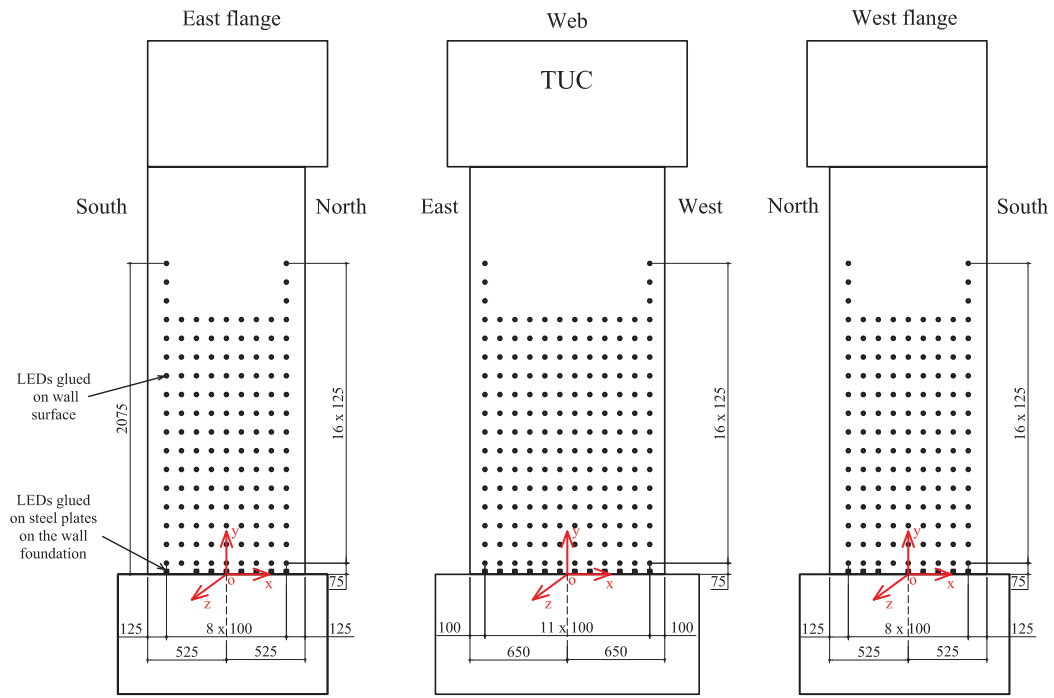 East flange
Web
West flange
TUC
South
North
East
West
North
South
LEDs glued
on wall
surface
2075
16 x 125
16 x 125
16 x 125
LEDs glued
on steel plates
on the wall
foundation
y
o
x
z
y
o
x
z
y
o
x
z
75
75
75
125
8 x 100
125
100
11 x 100
100
125
8 x 100
125
525
525
650
650
525
525